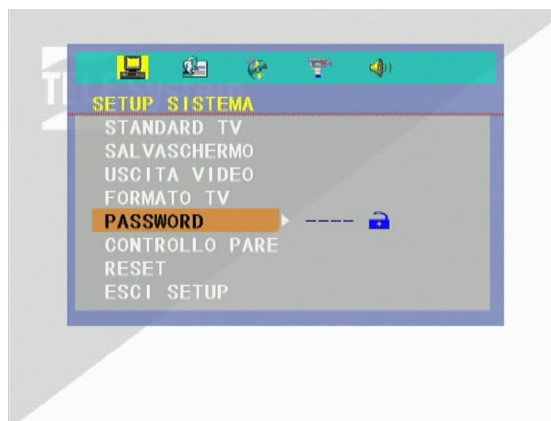 SETUP SISTEMA
STANDARD TV
SALVASCHERMO
USCITA VIDEO
FORMATO TV
PASSWORD ----
CONTROLLO PARE
RESET
ESCI SETUP